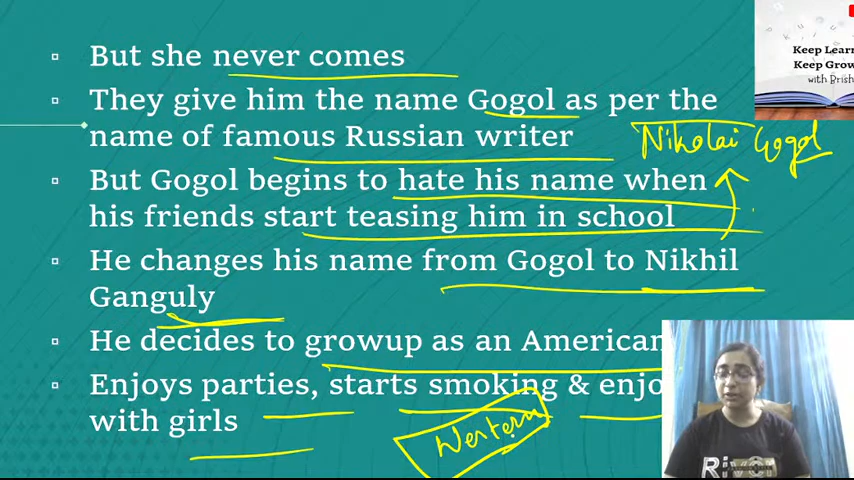 But she never comes
They give him the name Gogol as per the
name of famous Russian writer
Nikolai Gogol
But Gogol begins to hate his name when
his friends start teasing him in school
He changes his name from Gogol to Nikhil
Ganguly
He decides to growup as an American
Enjoys parties, starts smoking & enjo
with girls
Western
Keep Learn
Keep Grow
with Brish